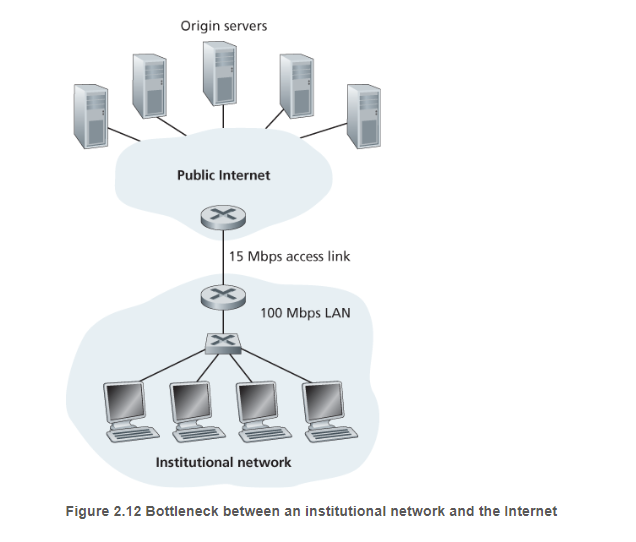 Origin servers
Public Internet
15 Mbps access link
100 Mbps LAN
Institutional network
Figure 2.12 Bottleneck between an institutional network and the Internet